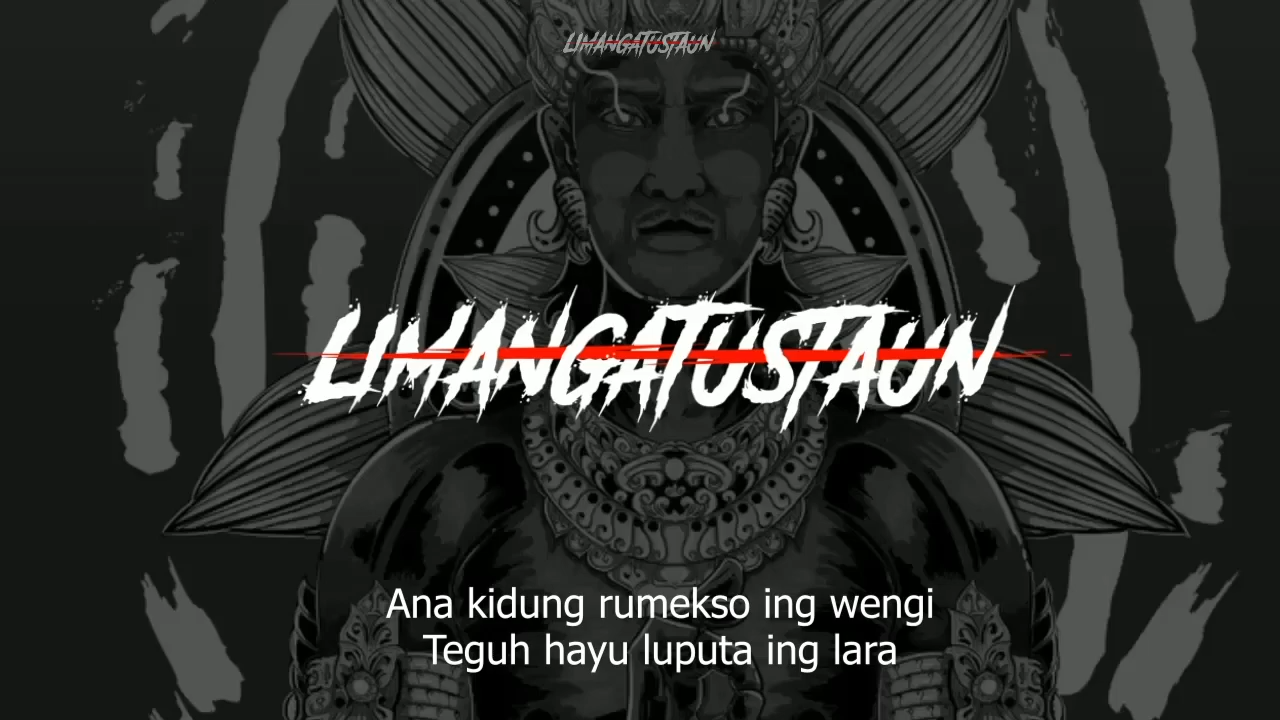 LIMANGATUSTAUN
LIMANGATUSTAUN
Ana kidung rumekso ing wengi
Teguh hayu luputa ing lara